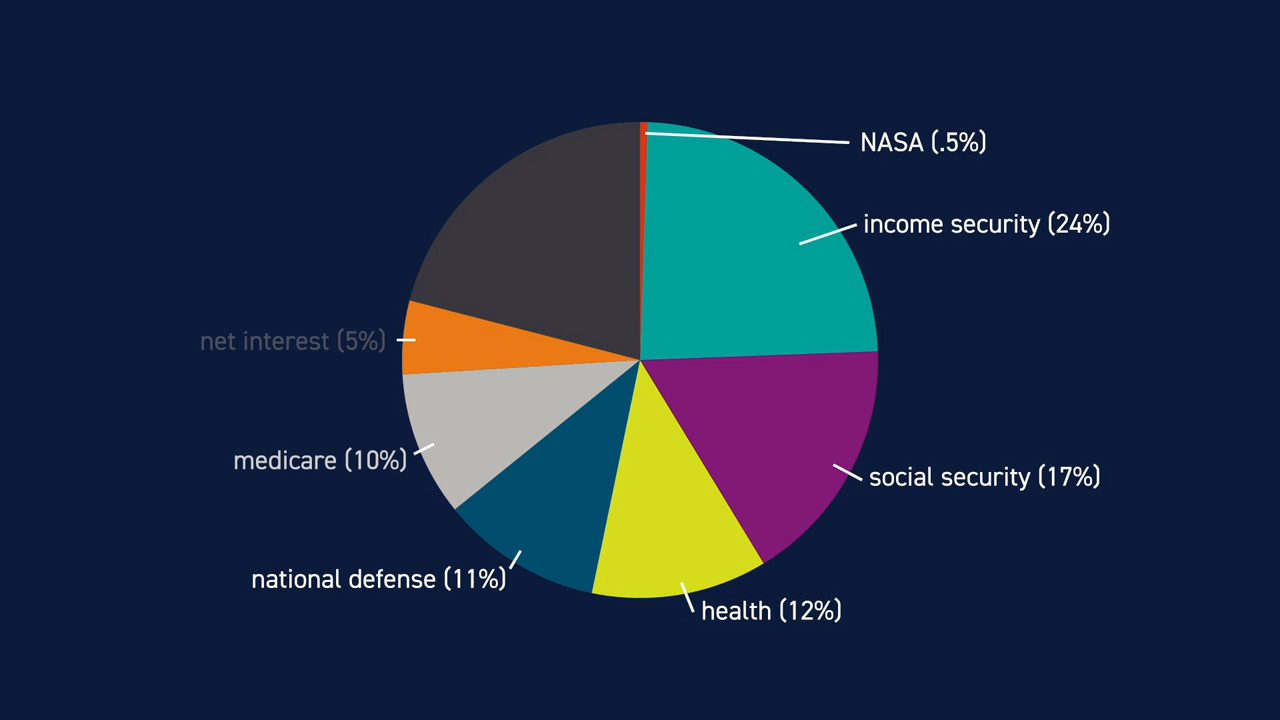 NASA (.5%)
income security (24%)
net interest (5%)
medicare (10%)
social security (17%)
national defense (11%)
health (12%)